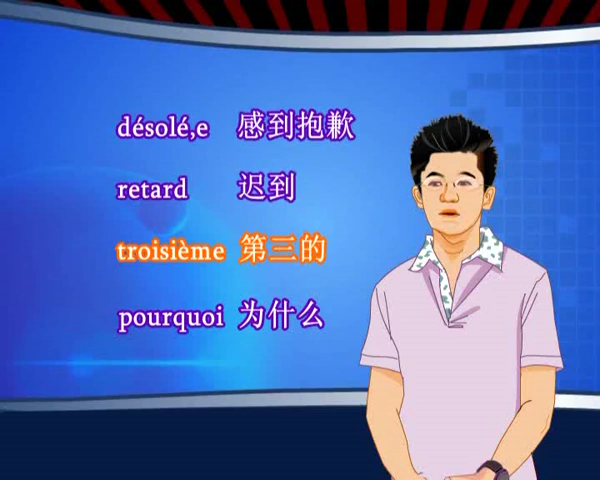 désolé,e 感到抱歉
retard 迟到
troisième 第三的
pourquoi 为什么